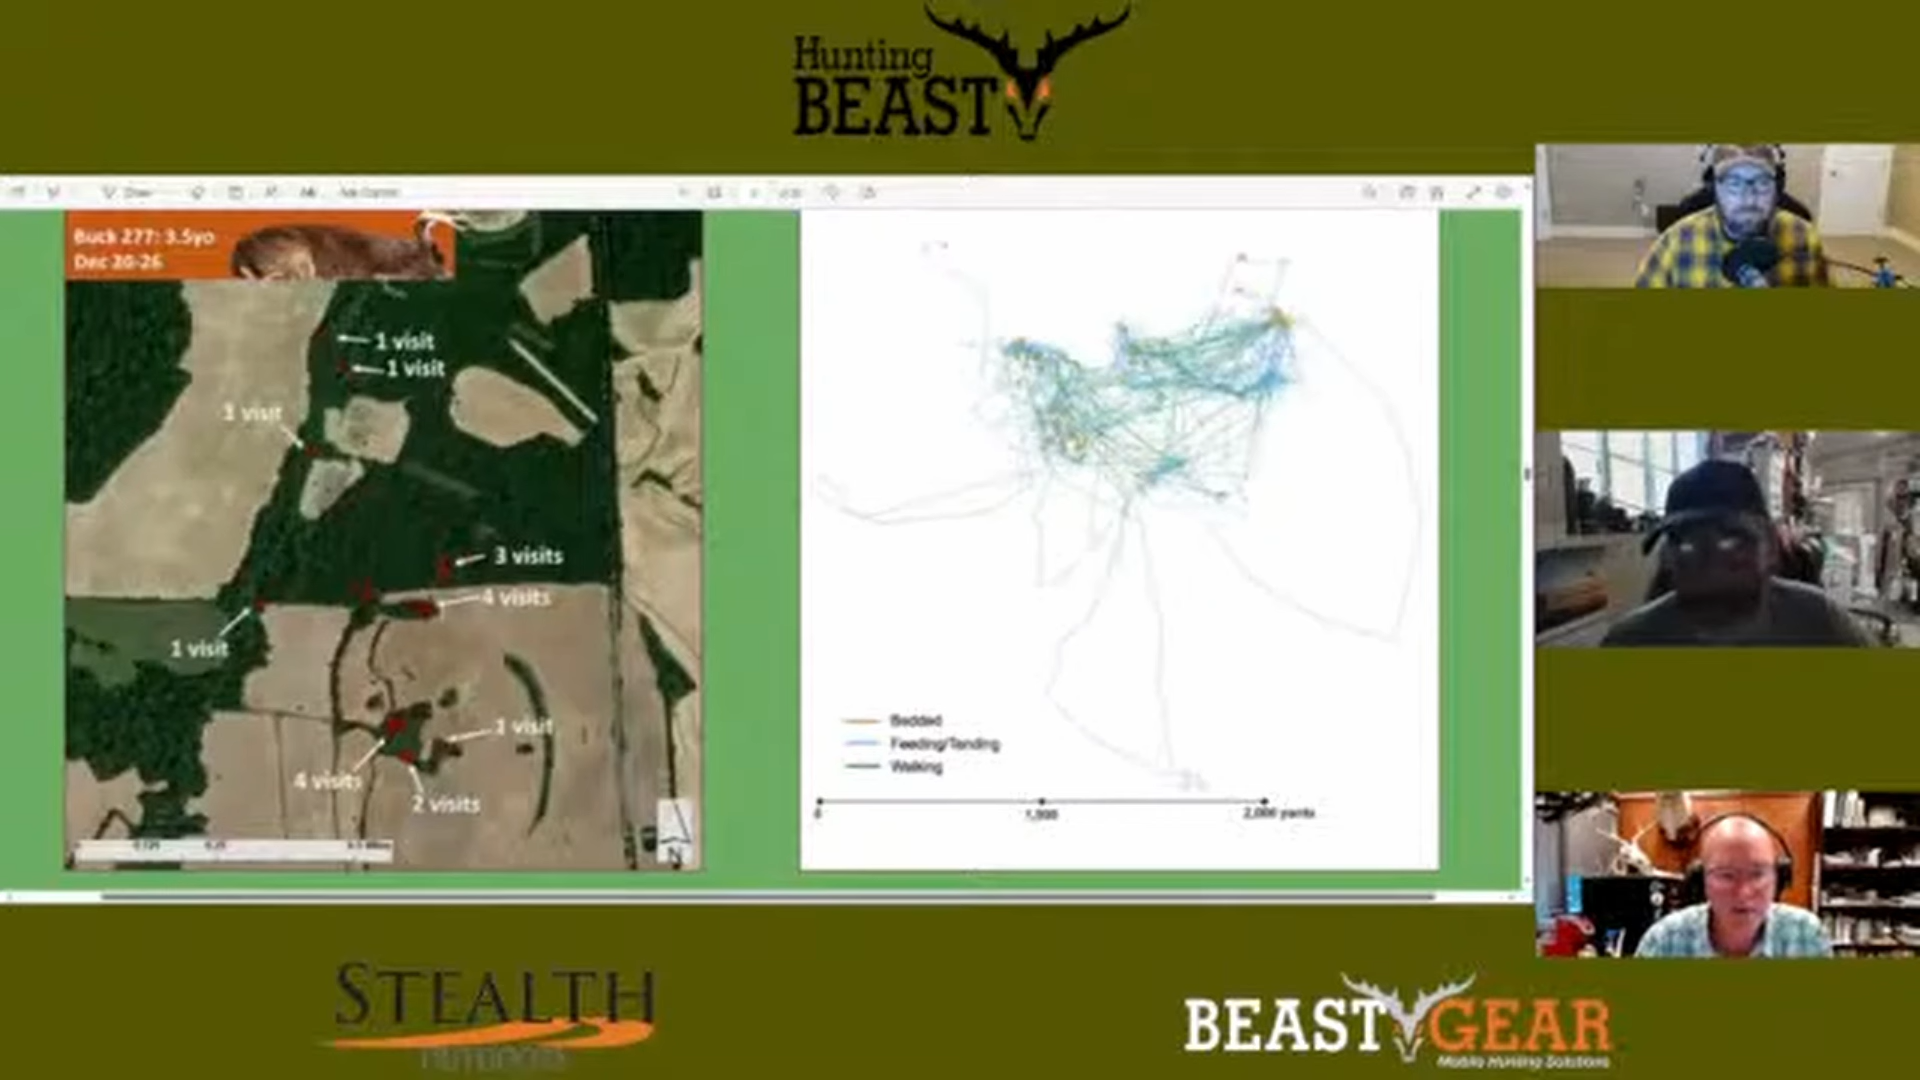 Hunting
BEAST
Buck 277: 3.5yo
Dec 20-26
1 visit
1 visit
1 visit
3 visits
4 visits
1 visit
1 visit
4 visits
2 visits
N
Bedded
Feeding/Tending
Walking
0
1,000
2,000 yards
STEALTH
OUTDOORS
BEAST GEAR
Mobile Hunting Solutions